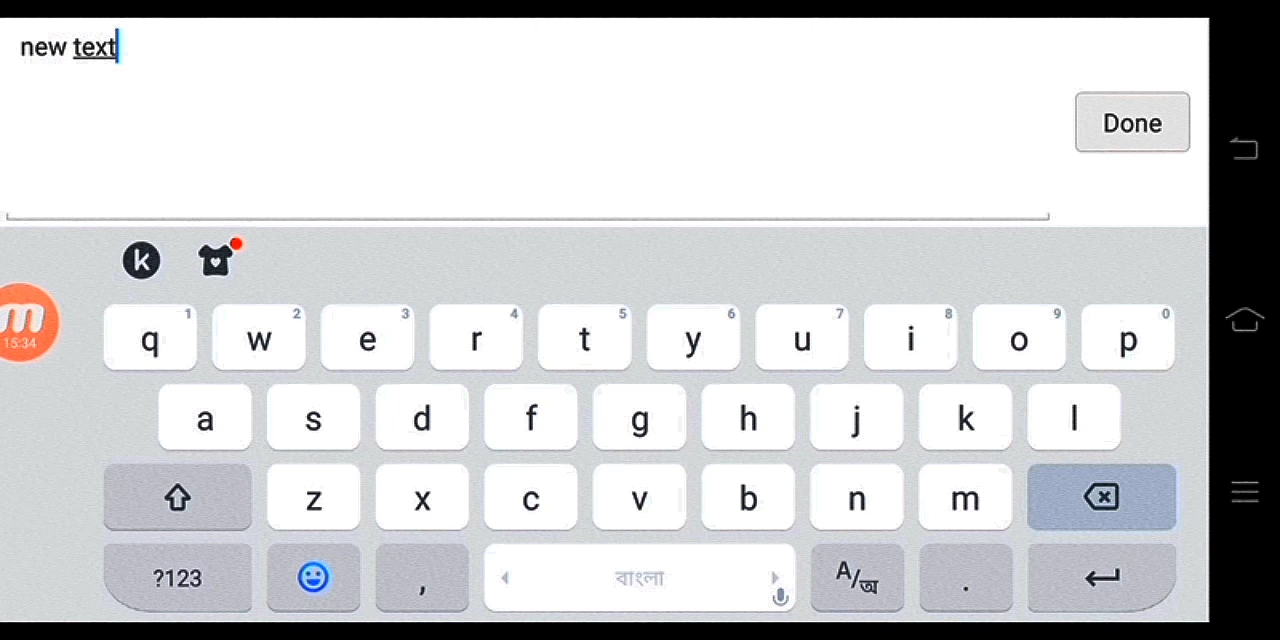 new text
Done
k
m
15:34
q 1 w 2 e 3 r 4 t 5 y 6 u 7 i 8 o 9 p 0
a s d f g h j k l
z x c v b n m
?123 , বাংলা A/অ .